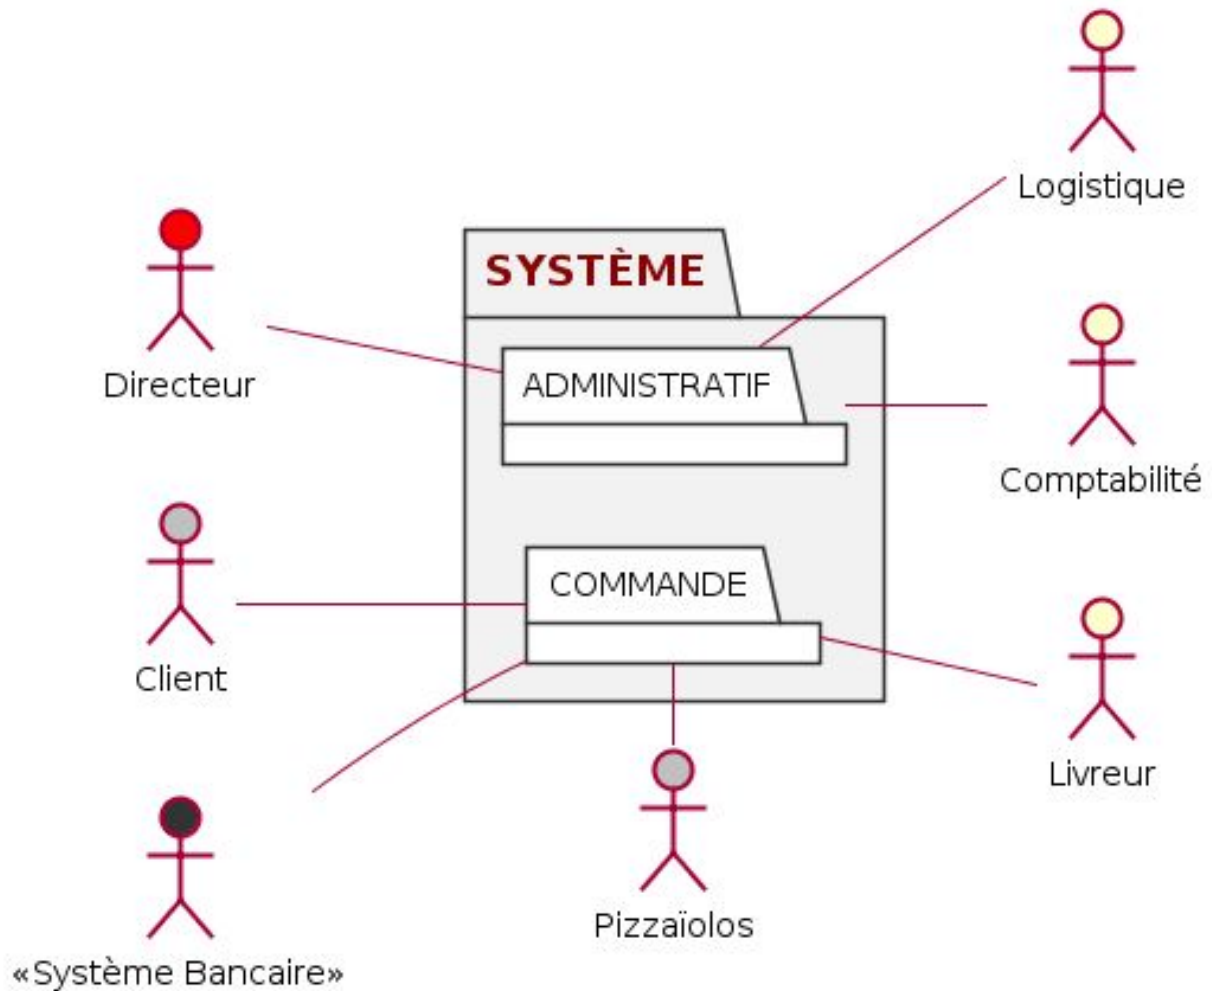 Logistique
Directeur
SYSTÈME
ADMINISTRATIF
Comptabilité
Client
COMMANDE
Livreur
Pizzaïolos
«Système Bancaire»